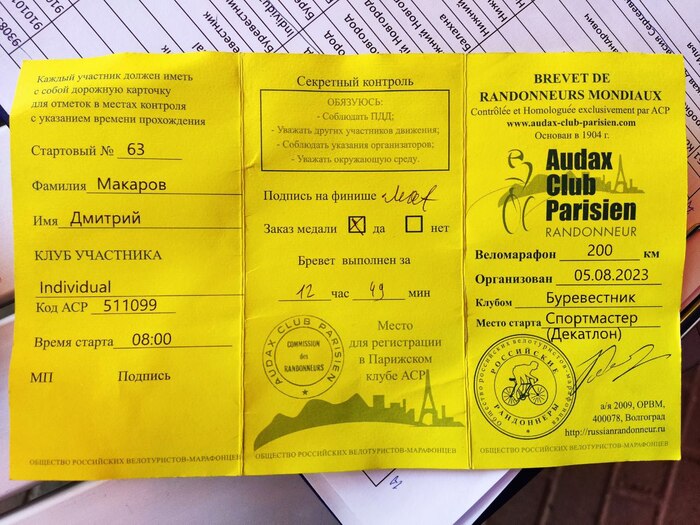 Каждый участник должен иметь
с собой дорожную карточку
для отметок в местах контроля
с указанием времени прохождения
Стартовый № 63
Фамилия Макаров
Имя Дмитрий
КЛУБ УЧАСТНИКА
Individual
Код ACP 511099
Время старта 08:00
МП Подпись
ОБЩЕСТВО РОССИЙСКИХ ВЕЛОТУРИСТОВ-МАРАФОНЦЕВ
Секретный контроль
ОБЯЗУЮСЬ:
- Соблюдать ПДД;
- Уважать других участников движения;
- Соблюдать указания организаторов;
- Уважать окружающую среду.
Подпись на финише
Заказ медали да нет
Бревет выполнен за
12 час 49 мин
AUDAX CLUB PARISIEN
COMMISSION
des
RANDONNEURS
Место
для регистрации
в Парижском
клубе ACP
ОБЩЕСТВО РОССИЙСКИХ ВЕЛОТУРИСТОВ-МАРАФОНЦЕВ
BREVET DE
RANDONNEURS MONDIAUX
Contrôlée et Homologuée exclusivement par ACP
www.audax-club-parisien.com
Основан в 1904 г.
Audax
Club
Parisien
RANDONNEUR
Веломарафон 200 км
Организован 05.08.2023
Клубом Буревестник
Место старта Спортмастер
(Декатлон)
Общество российских велотуристов-марафонцев
РОССИЙСКИЕ
РАНДОННЕРЫ
а/я 2009, ОРВМ,
400078, Волгоград
http://russianrandonneur.ru
ОБЩЕСТВО РОССИЙСКИХ ВЕЛОТУРИСТОВ-МАРАФОНЦЕВ